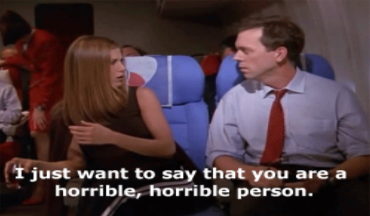 I just want to say that you are a
horrible, horrible person.